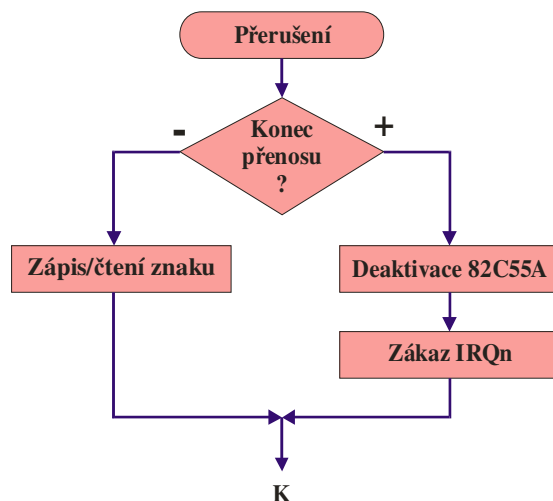 Přerušení
-
+
Konec
přenosu
?
Zápis/čtení znaku
Deaktivace 82C55A
Zákaz IRQn
K